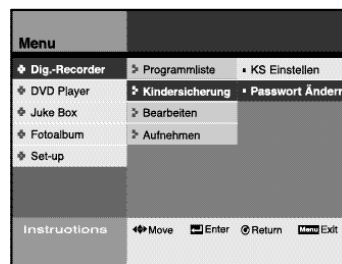 Menu
Dig.-Recorder
Programmliste
KS Einstellen
DVD Player
Kindersicherung
Passwort Ändern
Juke Box
Bearbeiten
Fotoalbum
Aufnehmen
Set-up
Instruotions
Move
Enter
Return
Menu Exit